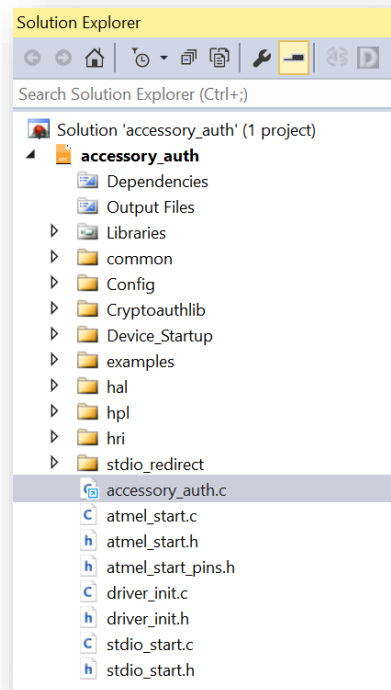 Solution Explorer
Search Solution Explorer (Ctrl+;)
Solution 'accessory_auth' (1 project)
accessory_auth
Dependencies
Output Files
Libraries
common
Config
Cryptoauthlib
Device_Startup
examples
hal
hpl
hri
stdio_redirect
accessory_auth.c
atmel_start.c
atmel_start.h
atmel_start_pins.h
driver_init.c
driver_init.h
stdio_start.c
stdio_start.h